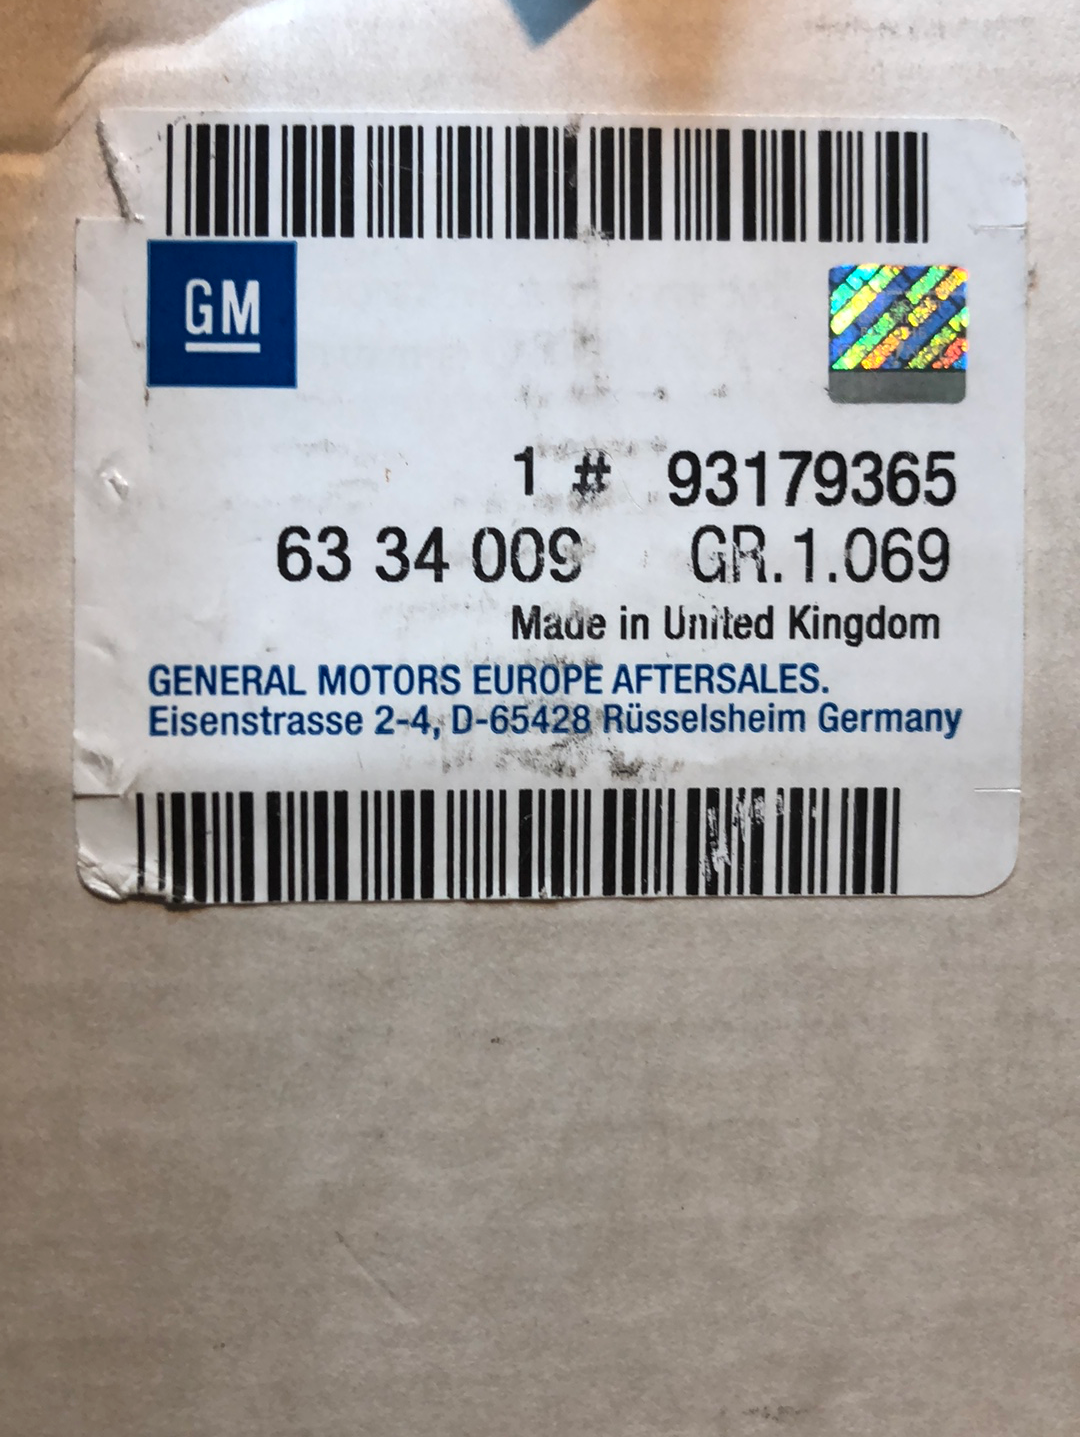 GM
1 # 93179365
63 34 009 GR.1.069
Made in United Kingdom
GENERAL MOTORS EUROPE AFTERSALES.
Eisenstrasse 2-4, D-65428 Rüsselsheim Germany